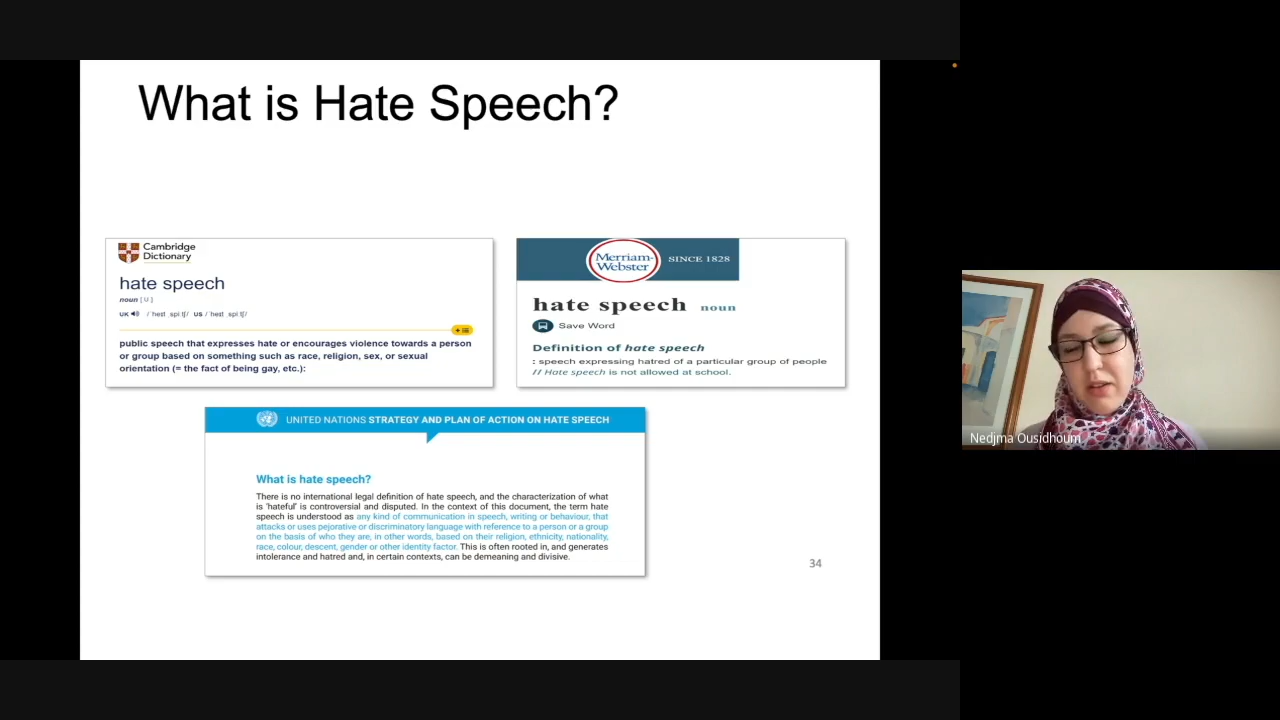 What is Hate Speech?
Cambridge
Dictionary
hate speech
noun [ U ]
UK /ˈheɪt ˌspiːtʃ/ US /ˈheɪt ˌspiːtʃ/
public speech that expresses hate or encourages violence towards a person
or group based on something such as race, religion, sex, or sexual
orientation (= the fact of being gay, etc.):
Merriam-
Webster
SINCE 1828
hate speech noun
Save Word
Definition of hate speech
: speech expressing hatred of a particular group of people
// Hate speech is not allowed at school.
UNITED NATIONS STRATEGY AND PLAN OF ACTION ON HATE SPEECH
What is hate speech?
There is no international legal definition of hate speech, and the characterization of what
is 'hateful' is controversial and disputed. In the context of this document, the term hate
speech is understood as any kind of communication in speech, writing or behaviour, that
attacks or uses pejorative or discriminatory language with reference to a person or a group
on the basis of who they are, in other words, based on their religion, ethnicity, nationality,
race, colour, descent, gender or other identity factor. This is often rooted in, and generates
intolerance and hatred and, in certain contexts, can be demeaning and divisive.
34
Nedjma Ousidhoum